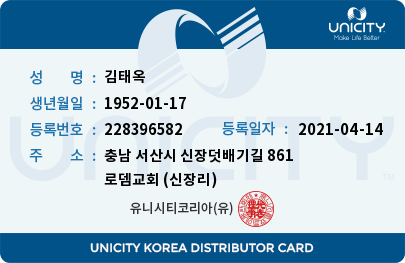 UNICITY
Make Life Better
성 명 : 김태옥
생년월일 : 1952-01-17
등록번호 : 228396582 등록일자 : 2021-04-14
주 소 : 충남 서산시 신장덧배기길 861
로뎀교회 (신장리)
유니시티코리아(유)
UNICITY
UNICITY KOREA DISTRIBUTOR CARD